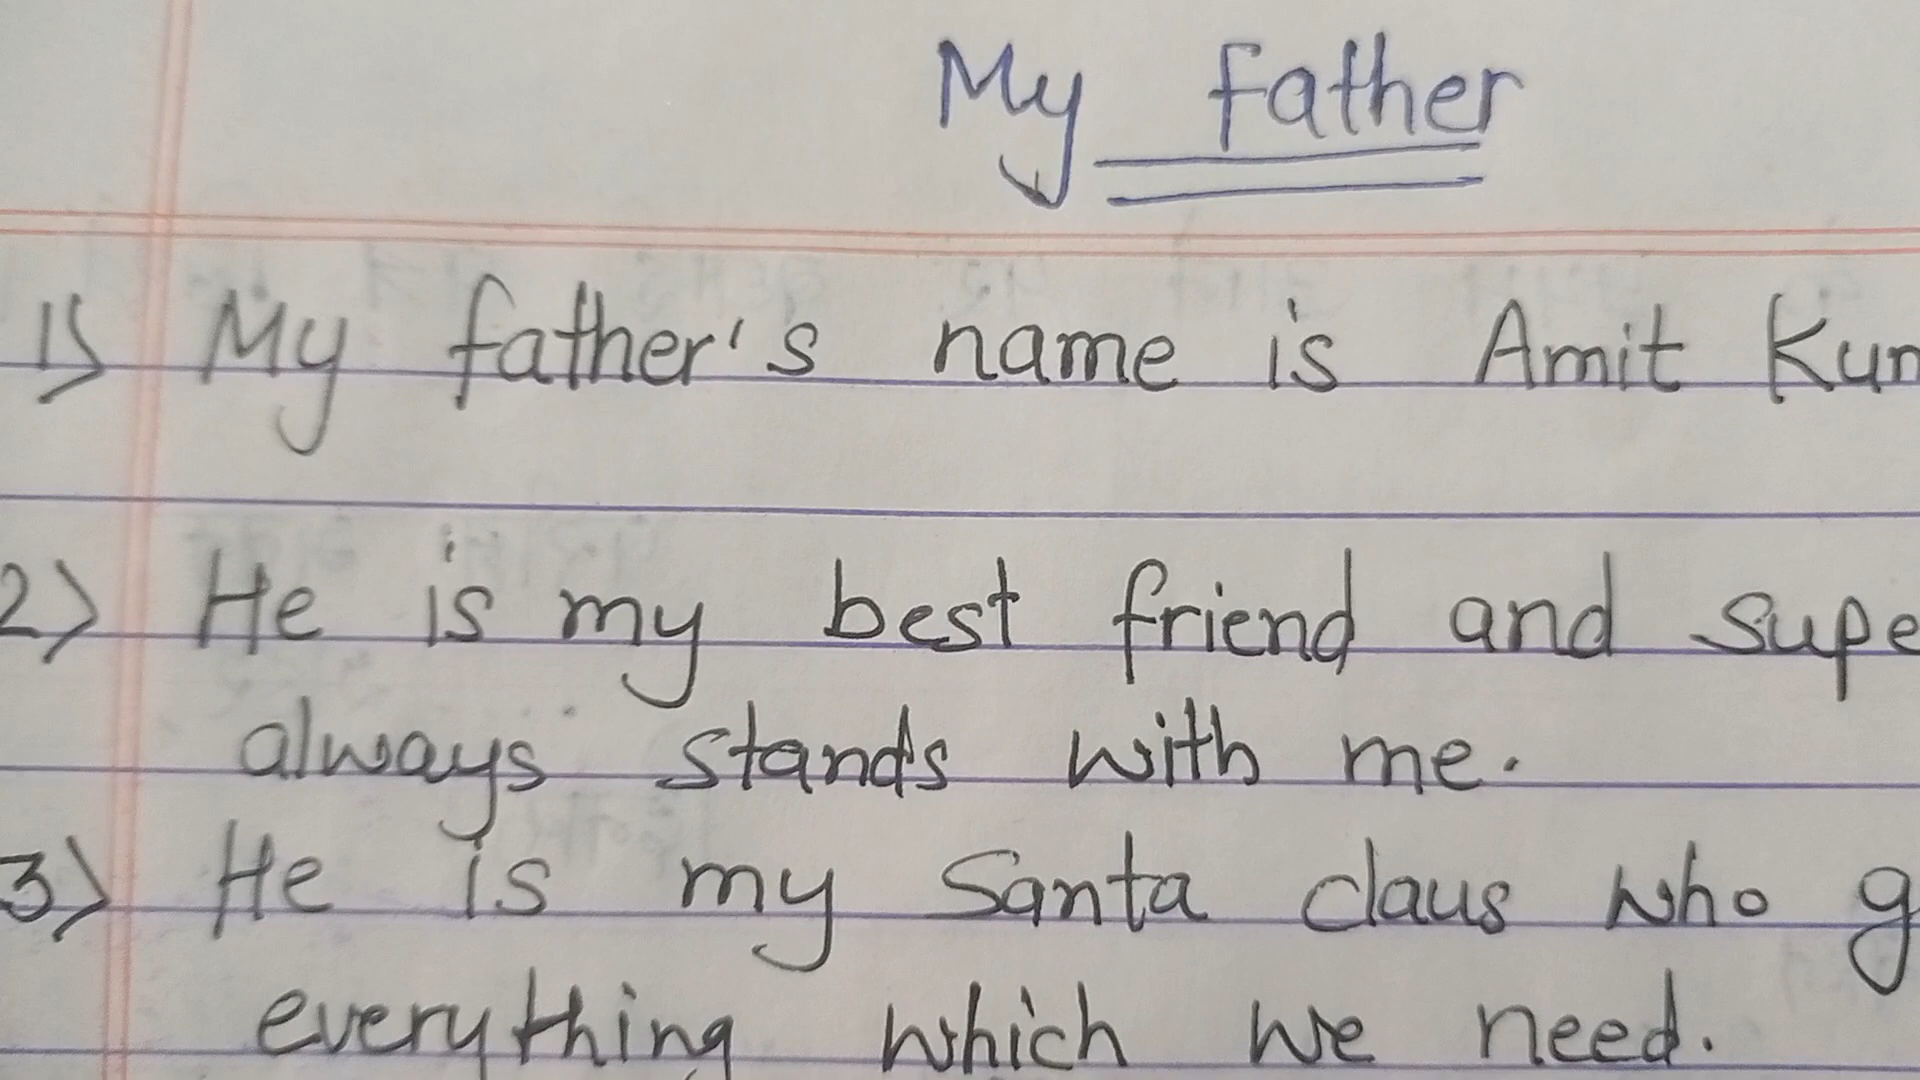 My father
1) My father's name is Amit
2) He is my best friend and
always stands with me.
3) He is my Santa claus who
everything which we need.